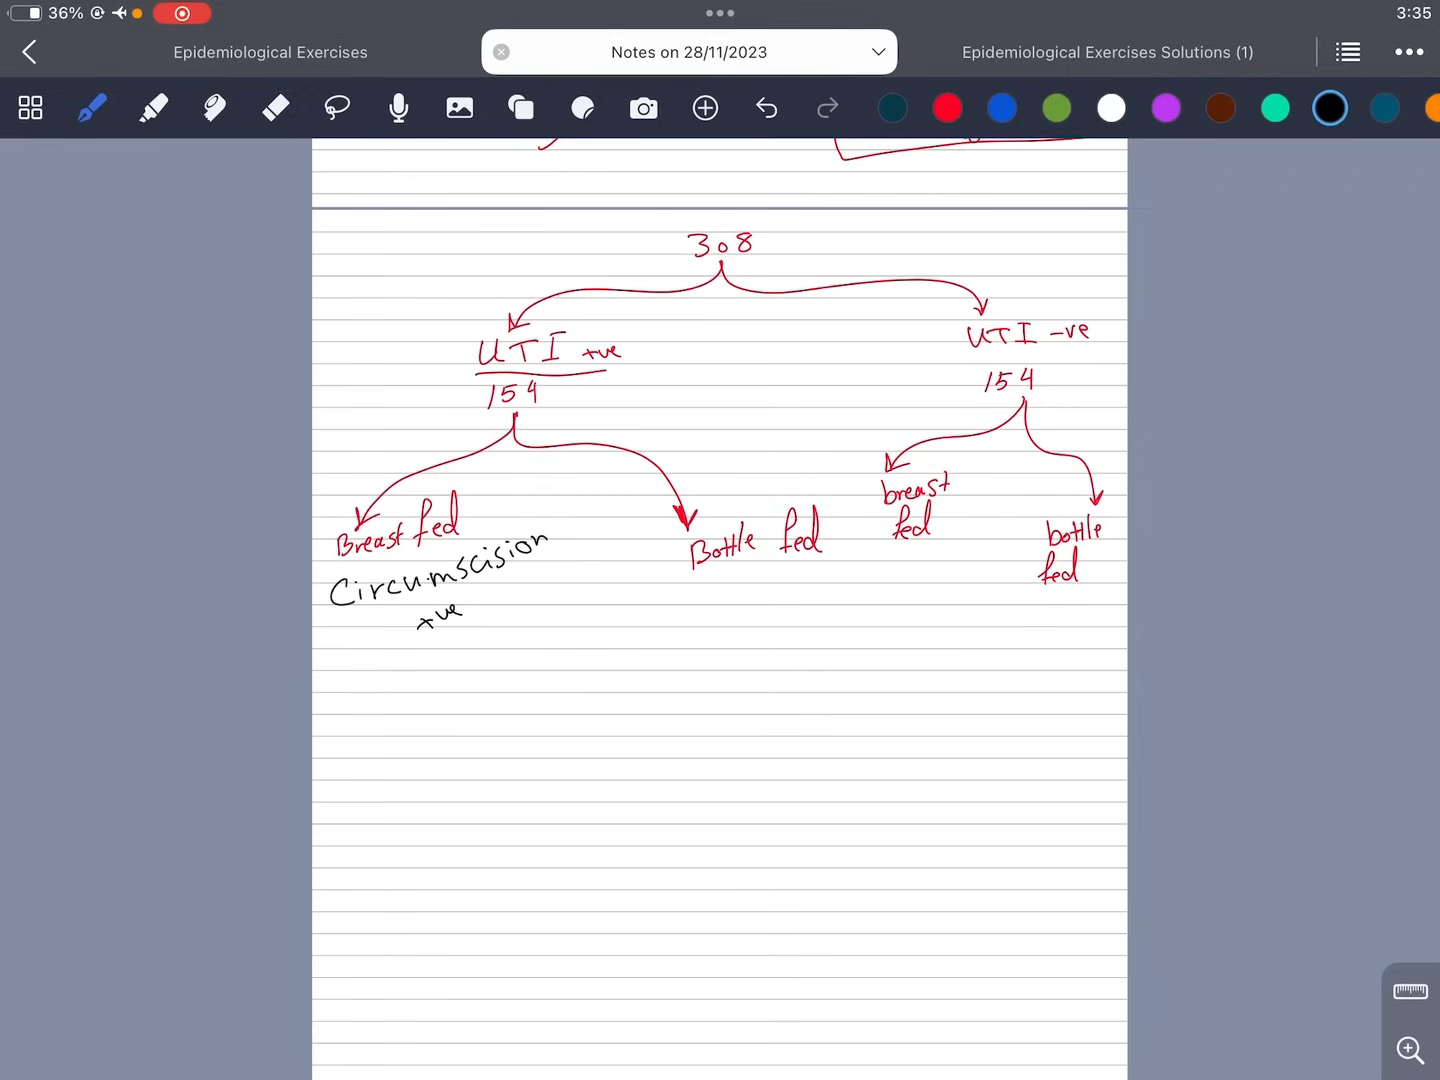 36% 3:35
Epidemiological Exercises
Notes on 28/11/2023
Epidemiological Exercises Solutions (1)
308
UTI +ve
UTI -ve
154
154
Breast fed
Bottle fed
breast
fed
bottle
fed
Circumscision
+ve